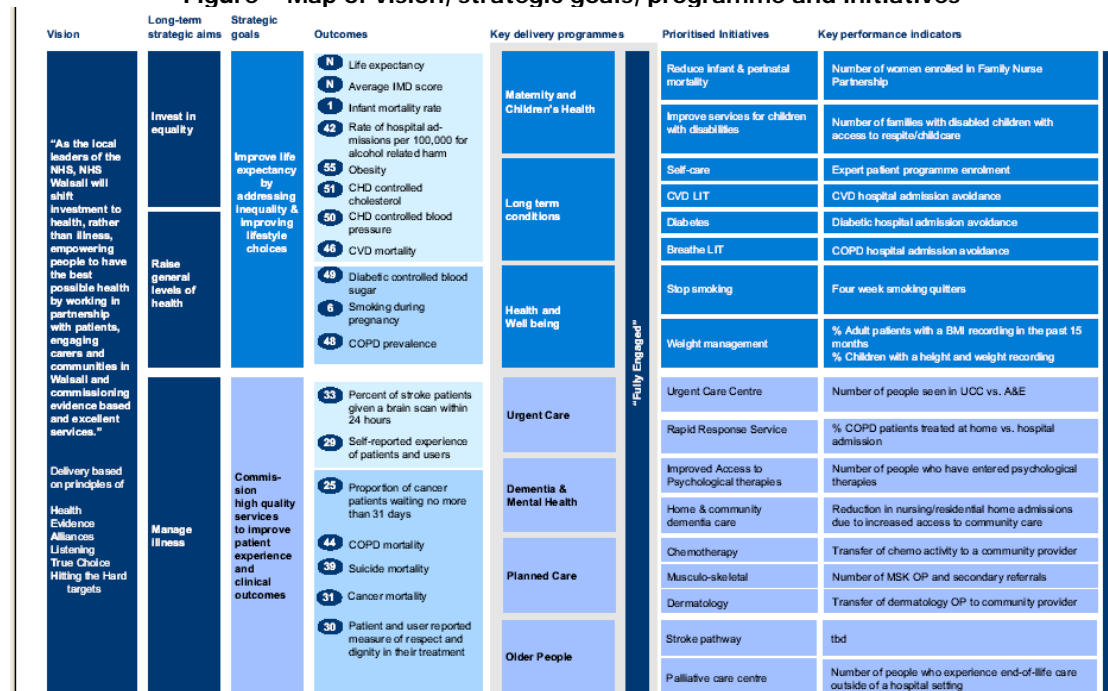 Figure – Map of vision, strategic goals, programme and initiatives
Vision
Long-term
strategic aims
Strategic
goals
Outcomes
Key delivery programmes
Prioritised Initiatives
Key performance indicators
“As the local
leaders of the
NHS, NHS
Walsall will
shift
investment to
health, rather
than illness,
empowering
people to have
the best
possible health
by working in
partnership
with patients,
engaging
carers and
communities in
Walsall and
commissioning
evidence based
and excellent
services.”
Delivery based
on principles of
Health
Evidence
Alliances
Listening
True Choice
Hitting the Hard
targets
Invest in
equality
Raise
general
levels of
health
Manage
illness
Improve life
expectancy
by
addressing
inequality &
improving
lifestyle
choices
Commis-
sion
high quality
services
to improve
patient
experience
and
clinical
outcomes
N Life expectancy
N Average IMD score
1 Infant mortality rate
42 Rate of hospital ad-
missions per 100,000 for
alcohol related harm
55 Obesity
51 CHD controlled
cholesterol
50 CHD controlled blood
pressure
46 CVD mortality
49 Diabetic controlled blood
sugar
6 Smoking during
pregnancy
48 COPD prevalence
33 Percent of stroke patients
given a brain scan within
24 hours
29 Self-reported experience
of patients and users
25 Proportion of cancer
patients waiting no more
than 31 days
44 COPD mortality
39 Suicide mortality
31 Cancer mortality
30 Patient and user reported
measure of respect and
dignity in their treatment
Maternity and
Children's Health
Long term
conditions
Health and
Well being
Urgent Care
Dementia &
Mental Health
Planned Care
Older People
“Fully Engaged”
Reduce infant & perinatal
mortality
Number of women enrolled in Family Nurse
Partnership
Improve services for children
with disabilities
Number of families with disabled children with
access to respite/childcare
Self-care
Expert patient programme enrolment
CVD LIT
CVD hospital admission avoidance
Diabetes
Diabetic hospital admission avoidance
Breathe LIT
COPD hospital admission avoidance
Stop smoking
Four week smoking quitters
Weight management
% Adult patients with a BMI recording in the past 15
months
% Children with a height and weight recording
Urgent Care Centre
Number of people seen in UCC vs. A&E
Rapid Response Service
% COPD patients treated at home vs. hospital
admission
Improved Access to
Psychological therapies
Number of people who have entered psychological
therapies
Home & community
dementia care
Reduction in nursing/residential home admissions
due to increased access to community care
Chemotherapy
Transfer of chemo activity to a community provider
Musculo-skeletal
Number of MSK OP and secondary referrals
Dermatology
Transfer of dermatology OP to community provider
Stroke pathway
tbd
Palliative care centre
Number of people who experience end-of-llife care
outside of a hospital setting